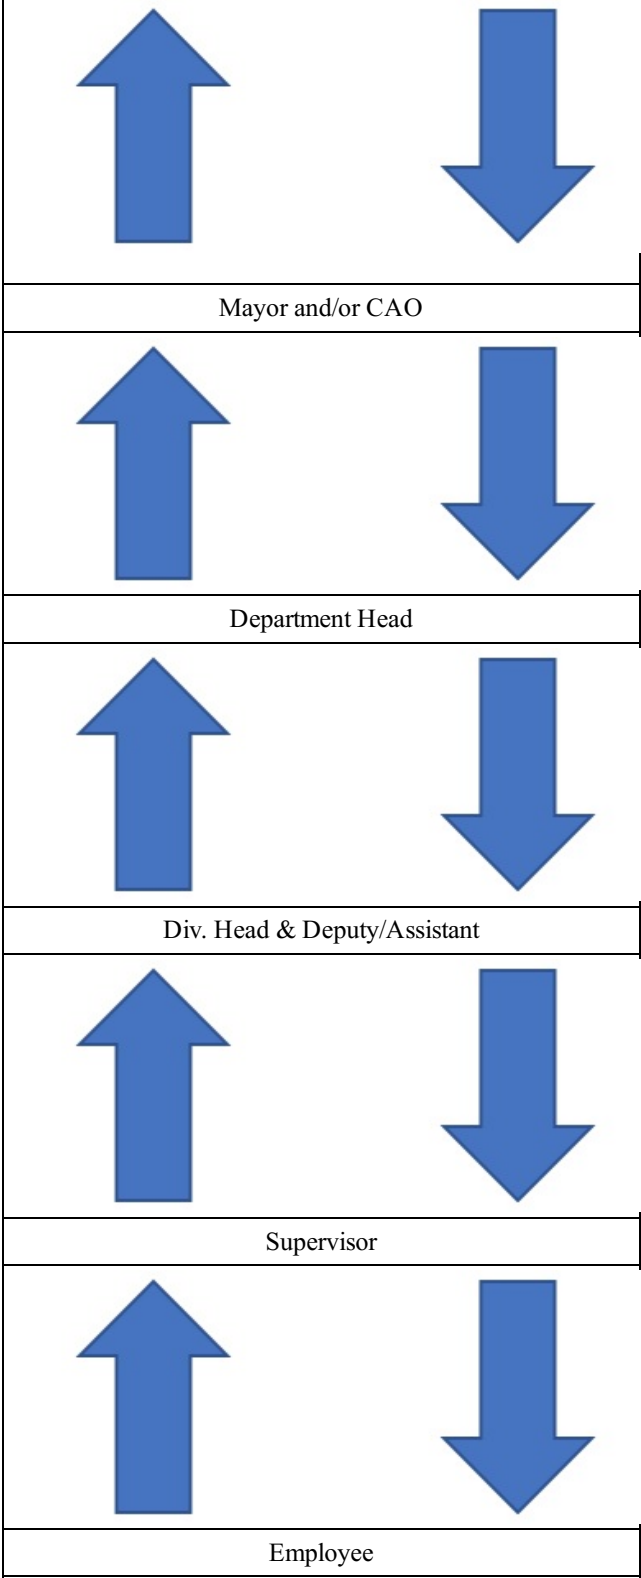 Mayor and/or CAO
Department Head
Div. Head & Deputy/Assistant
Supervisor
Employee